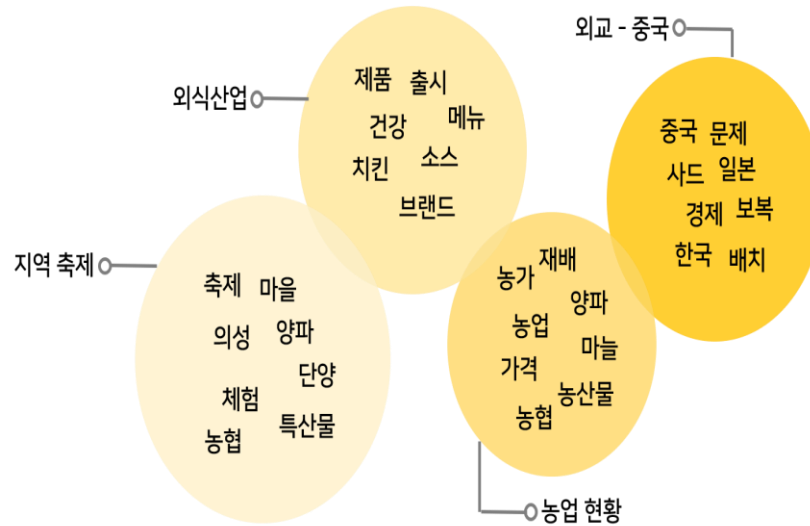 외교 - 중국
외식산업
제품 출시
건강 메뉴
치킨 소스
브랜드
중국 문제
사드 일본
경제 보복
한국 배치
지역 축제
축제 마을
의성 양파
단양
체험
특산물
농협
농가 재배
양파
농업
마늘
가격
농산물
농협
농업 현황